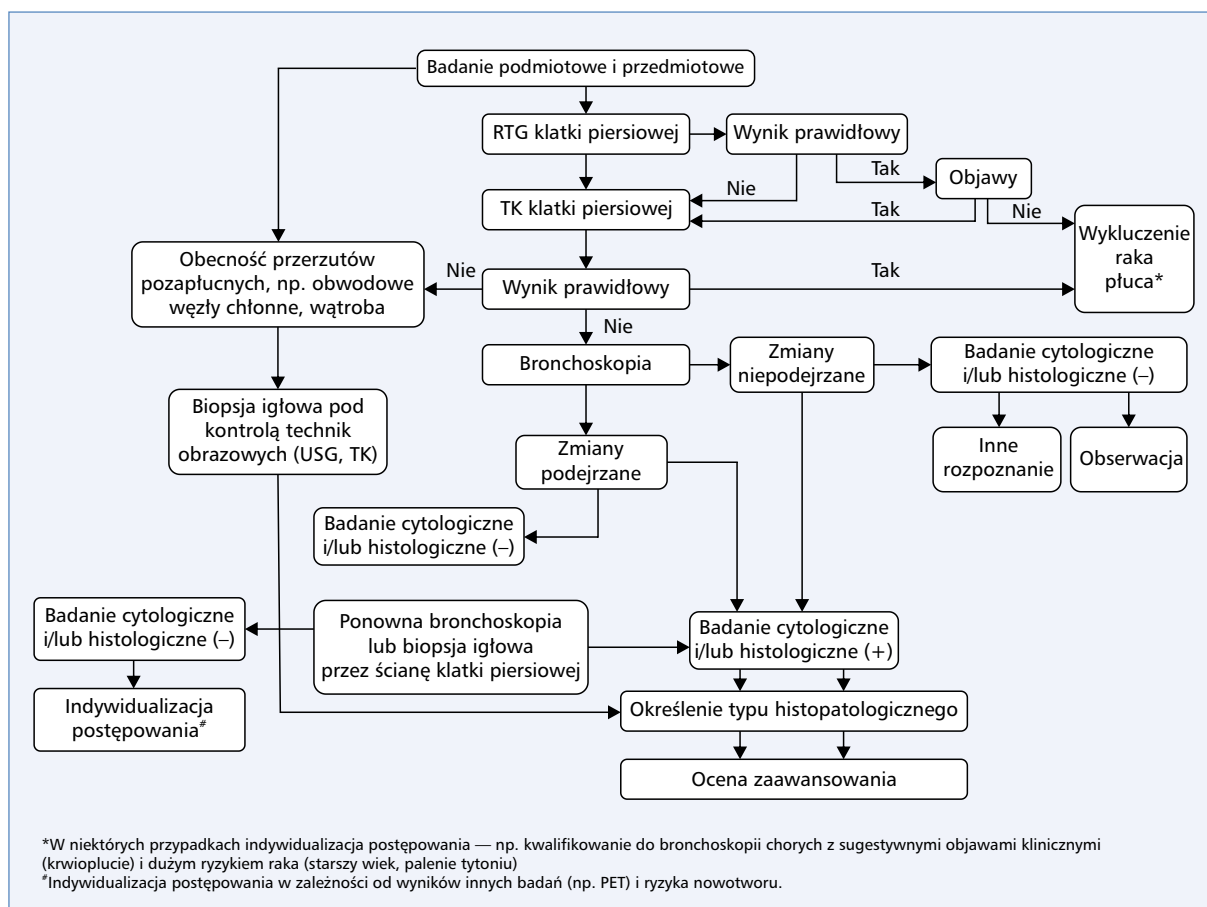 Badanie podmiotowe i przedmiotowe
RTG klatki piersiowej
Wynik prawidłowy
Tak
Objawy
Nie
TK klatki piersiowej
Tak
Nie
Wykluczenie
raka
płuca*
Obecność przerzutów
pozapłucnych, np. obwodowe
węzły chłonne, wątroba
Nie
Wynik prawidłowy
Tak
Nie
Bronchoskopia
Zmiany
niepodejrzane
Badanie cytologiczne
i/lub histologiczne (–)
Biopsja igłowa pod
kontrolą technik
obrazowych (USG, TK)
Zmiany
podejrzane
Inne
rozpoznanie
Obserwacja
Badanie cytologiczne
i/lub histologiczne (–)
Badanie cytologiczne
i/lub histologiczne (–)
Ponowna bronchoskopia
lub biopsja igłowa
przez ścianę klatki piersiowej
Badanie cytologiczne
i/lub histologiczne (+)
Indywidualizacja
postępowania#
Określenie typu histopatologicznego
Ocena zaawansowania
*W niektórych przypadkach indywidualizacja postępowania — np. kwalifikowanie do bronchoskopii chorych z sugestywnymi objawami klinicznymi
(krwioplucie) i dużym ryzykiem raka (starszy wiek, palenie tytoniu)
#Indywidualizacja postępowania w zależności od wyników innych badań (np. PET) i ryzyka nowotworu.